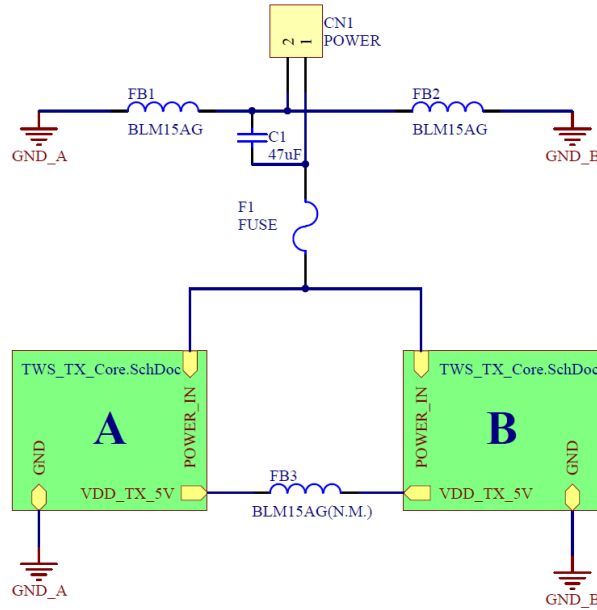 CN1
POWER
2
1
FB1
BLM15AG
FB2
BLM15AG
C1
47uF
GND_A
GND_B
F1
FUSE
TWS_TX_Core.SchDoc
TWS_TX_Core.SchDoc
POWER_IN
POWER_IN
A
B
GND
GND
VDD_TX_5V
VDD_TX_5V
FB3
BLM15AG(N.M.)
GND_A
GND_B